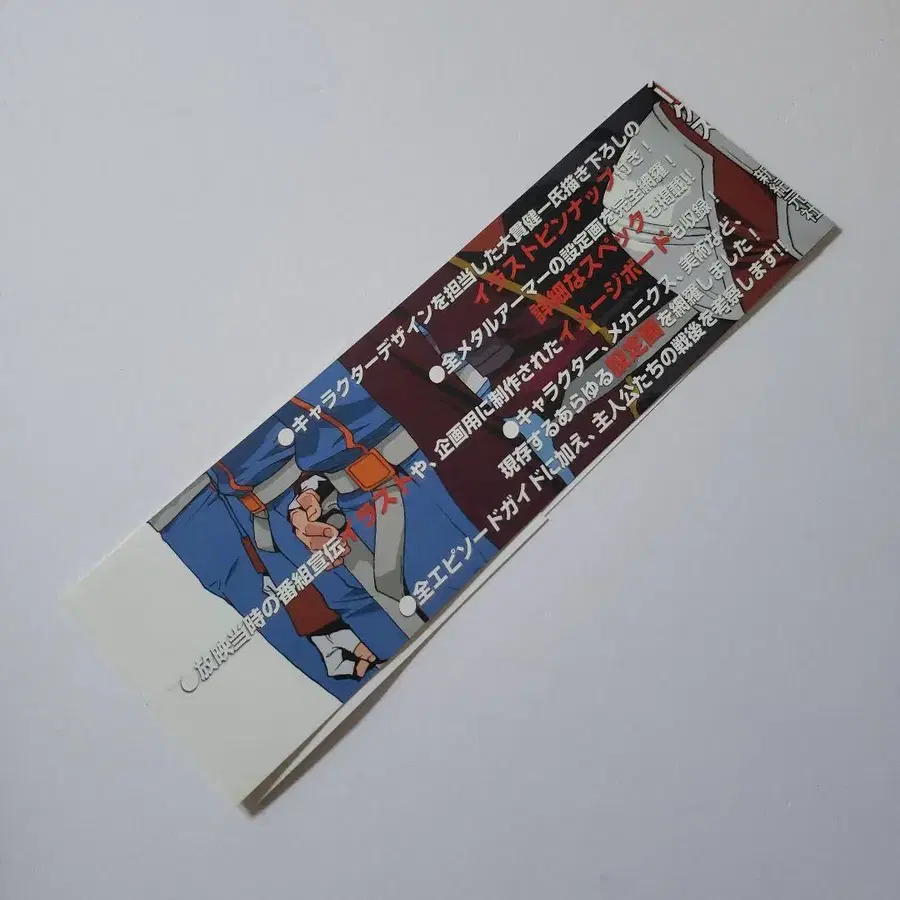 ●キャラクターデザインを担当した大貫健一氏描き下ろしの
イラストピンナップ付き!
●全メタルアーマーの設定画を完全網羅!
詳細なスペックも掲載!!
○放映当時の番組宣伝イラストや、企画用に制作されたイメージボードも収録!
●キャラクター、メカニクス、美術など、
現存するあらゆる設定画を網羅しました!
●全エピソードガイドに加え、主人公たちの戦後を考察します!!
新紀元社